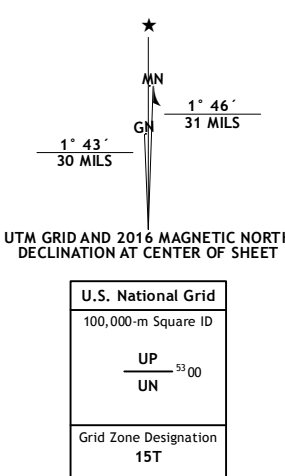 ★
MN
1° 46´
31 MILS
GN
1° 43´
30 MILS
UTM GRID AND 2016 MAGNETIC NORTH
DECLINATION AT CENTER OF SHEET
U.S. National Grid
100,000-m Square ID
UP
5300
UN
Grid Zone Designation
15T